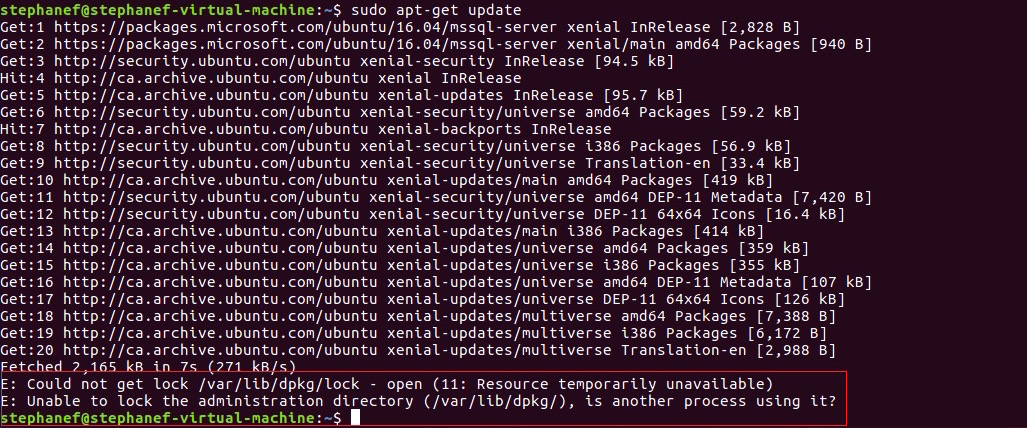 stephanef@stephanef-virtual-machine:~$ sudo apt-get update
Get:1 https://packages.microsoft.com/ubuntu/16.04/mssql-server xenial InRelease [2,828 B]
Get:2 https://packages.microsoft.com/ubuntu/16.04/mssql-server xenial/main amd64 Packages [940 B]
Get:3 http://security.ubuntu.com/ubuntu xenial-security InRelease [94.5 kB]
Hit:4 http://ca.archive.ubuntu.com/ubuntu xenial InRelease
Get:5 http://ca.archive.ubuntu.com/ubuntu xenial-updates InRelease [95.7 kB]
Get:6 http://security.ubuntu.com/ubuntu xenial-security/universe amd64 Packages [59.2 kB]
Hit:7 http://ca.archive.ubuntu.com/ubuntu xenial-backports InRelease
Get:8 http://security.ubuntu.com/ubuntu xenial-security/universe i386 Packages [56.9 kB]
Get:9 http://security.ubuntu.com/ubuntu xenial-security/universe Translation-en [33.4 kB]
Get:10 http://ca.archive.ubuntu.com/ubuntu xenial-updates/main amd64 Packages [419 kB]
Get:11 http://security.ubuntu.com/ubuntu xenial-security/universe amd64 DEP-11 Metadata [7,420 B]
Get:12 http://security.ubuntu.com/ubuntu xenial-security/universe DEP-11 64x64 Icons [16.4 kB]
Get:13 http://ca.archive.ubuntu.com/ubuntu xenial-updates/main i386 Packages [414 kB]
Get:14 http://ca.archive.ubuntu.com/ubuntu xenial-updates/universe amd64 Packages [359 kB]
Get:15 http://ca.archive.ubuntu.com/ubuntu xenial-updates/universe i386 Packages [355 kB]
Get:16 http://ca.archive.ubuntu.com/ubuntu xenial-updates/universe amd64 DEP-11 Metadata [107 kB]
Get:17 http://ca.archive.ubuntu.com/ubuntu xenial-updates/universe DEP-11 64x64 Icons [126 kB]
Get:18 http://ca.archive.ubuntu.com/ubuntu xenial-updates/multiverse amd64 Packages [7,388 B]
Get:19 http://ca.archive.ubuntu.com/ubuntu xenial-updates/multiverse i386 Packages [6,172 B]
Get:20 http://ca.archive.ubuntu.com/ubuntu xenial-updates/multiverse Translation-en [2,988 B]
Fetched 2,165 kB in 7s (271 kB/s)
E: Could not get lock /var/lib/dpkg/lock - open (11: Resource temporarily unavailable)
E: Unable to lock the administration directory (/var/lib/dpkg/), is another process using it?
stephanef@stephanef-virtual-machine:~$